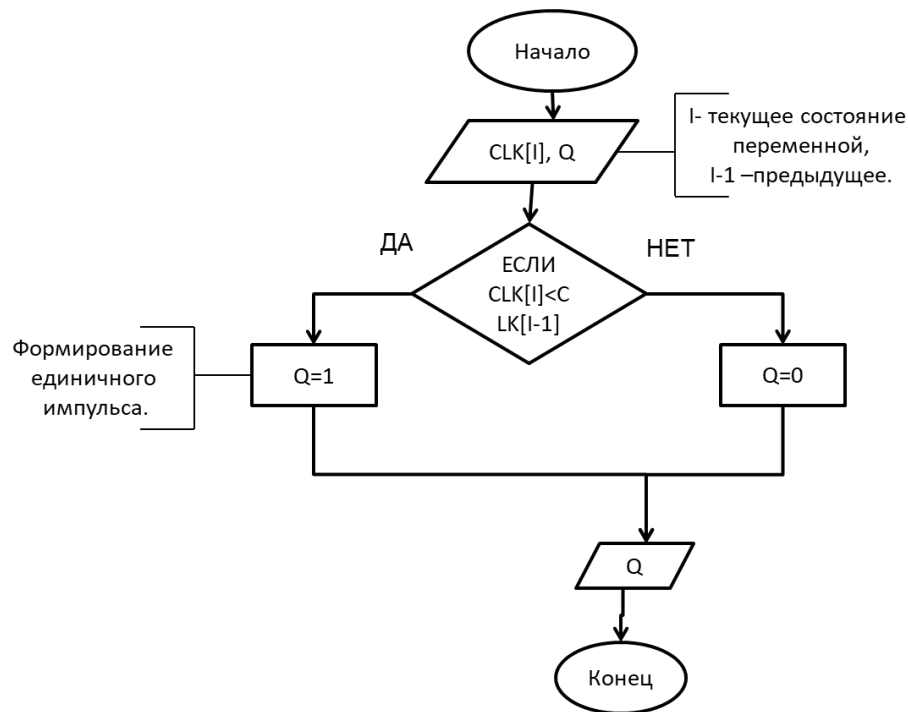 Начало
CLK[I], Q
I- текущее состояние
переменной,
I-1 –предыдущее.
ДА
НЕТ
ЕСЛИ
CLK[I]<C
LK[I-1]
Формирование
единичного
импульса.
Q=1
Q=0
Q
Конец